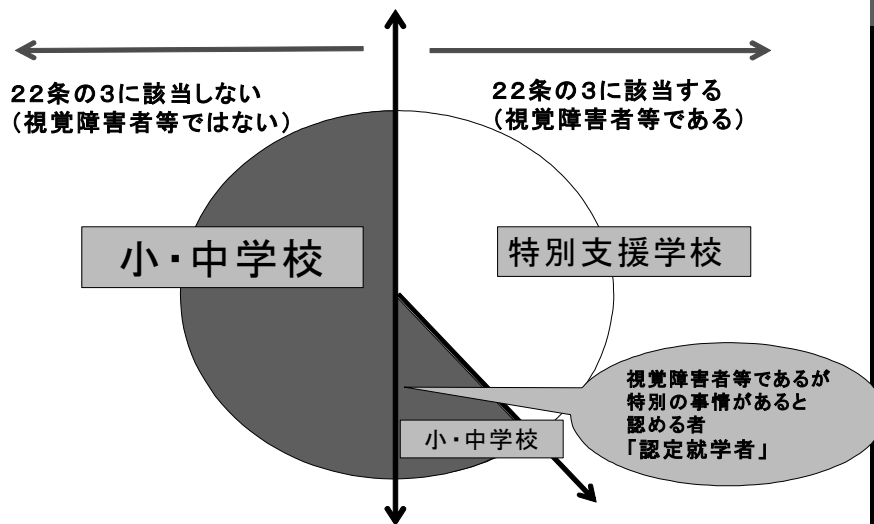 22条の3に該当しない
(視覚障害者等ではない)
22条の3に該当する
(視覚障害者等である)
小・中学校
特別支援学校
視覚障害者等であるが
特別の事情があると
認める者
「認定就学者」
小・中学校